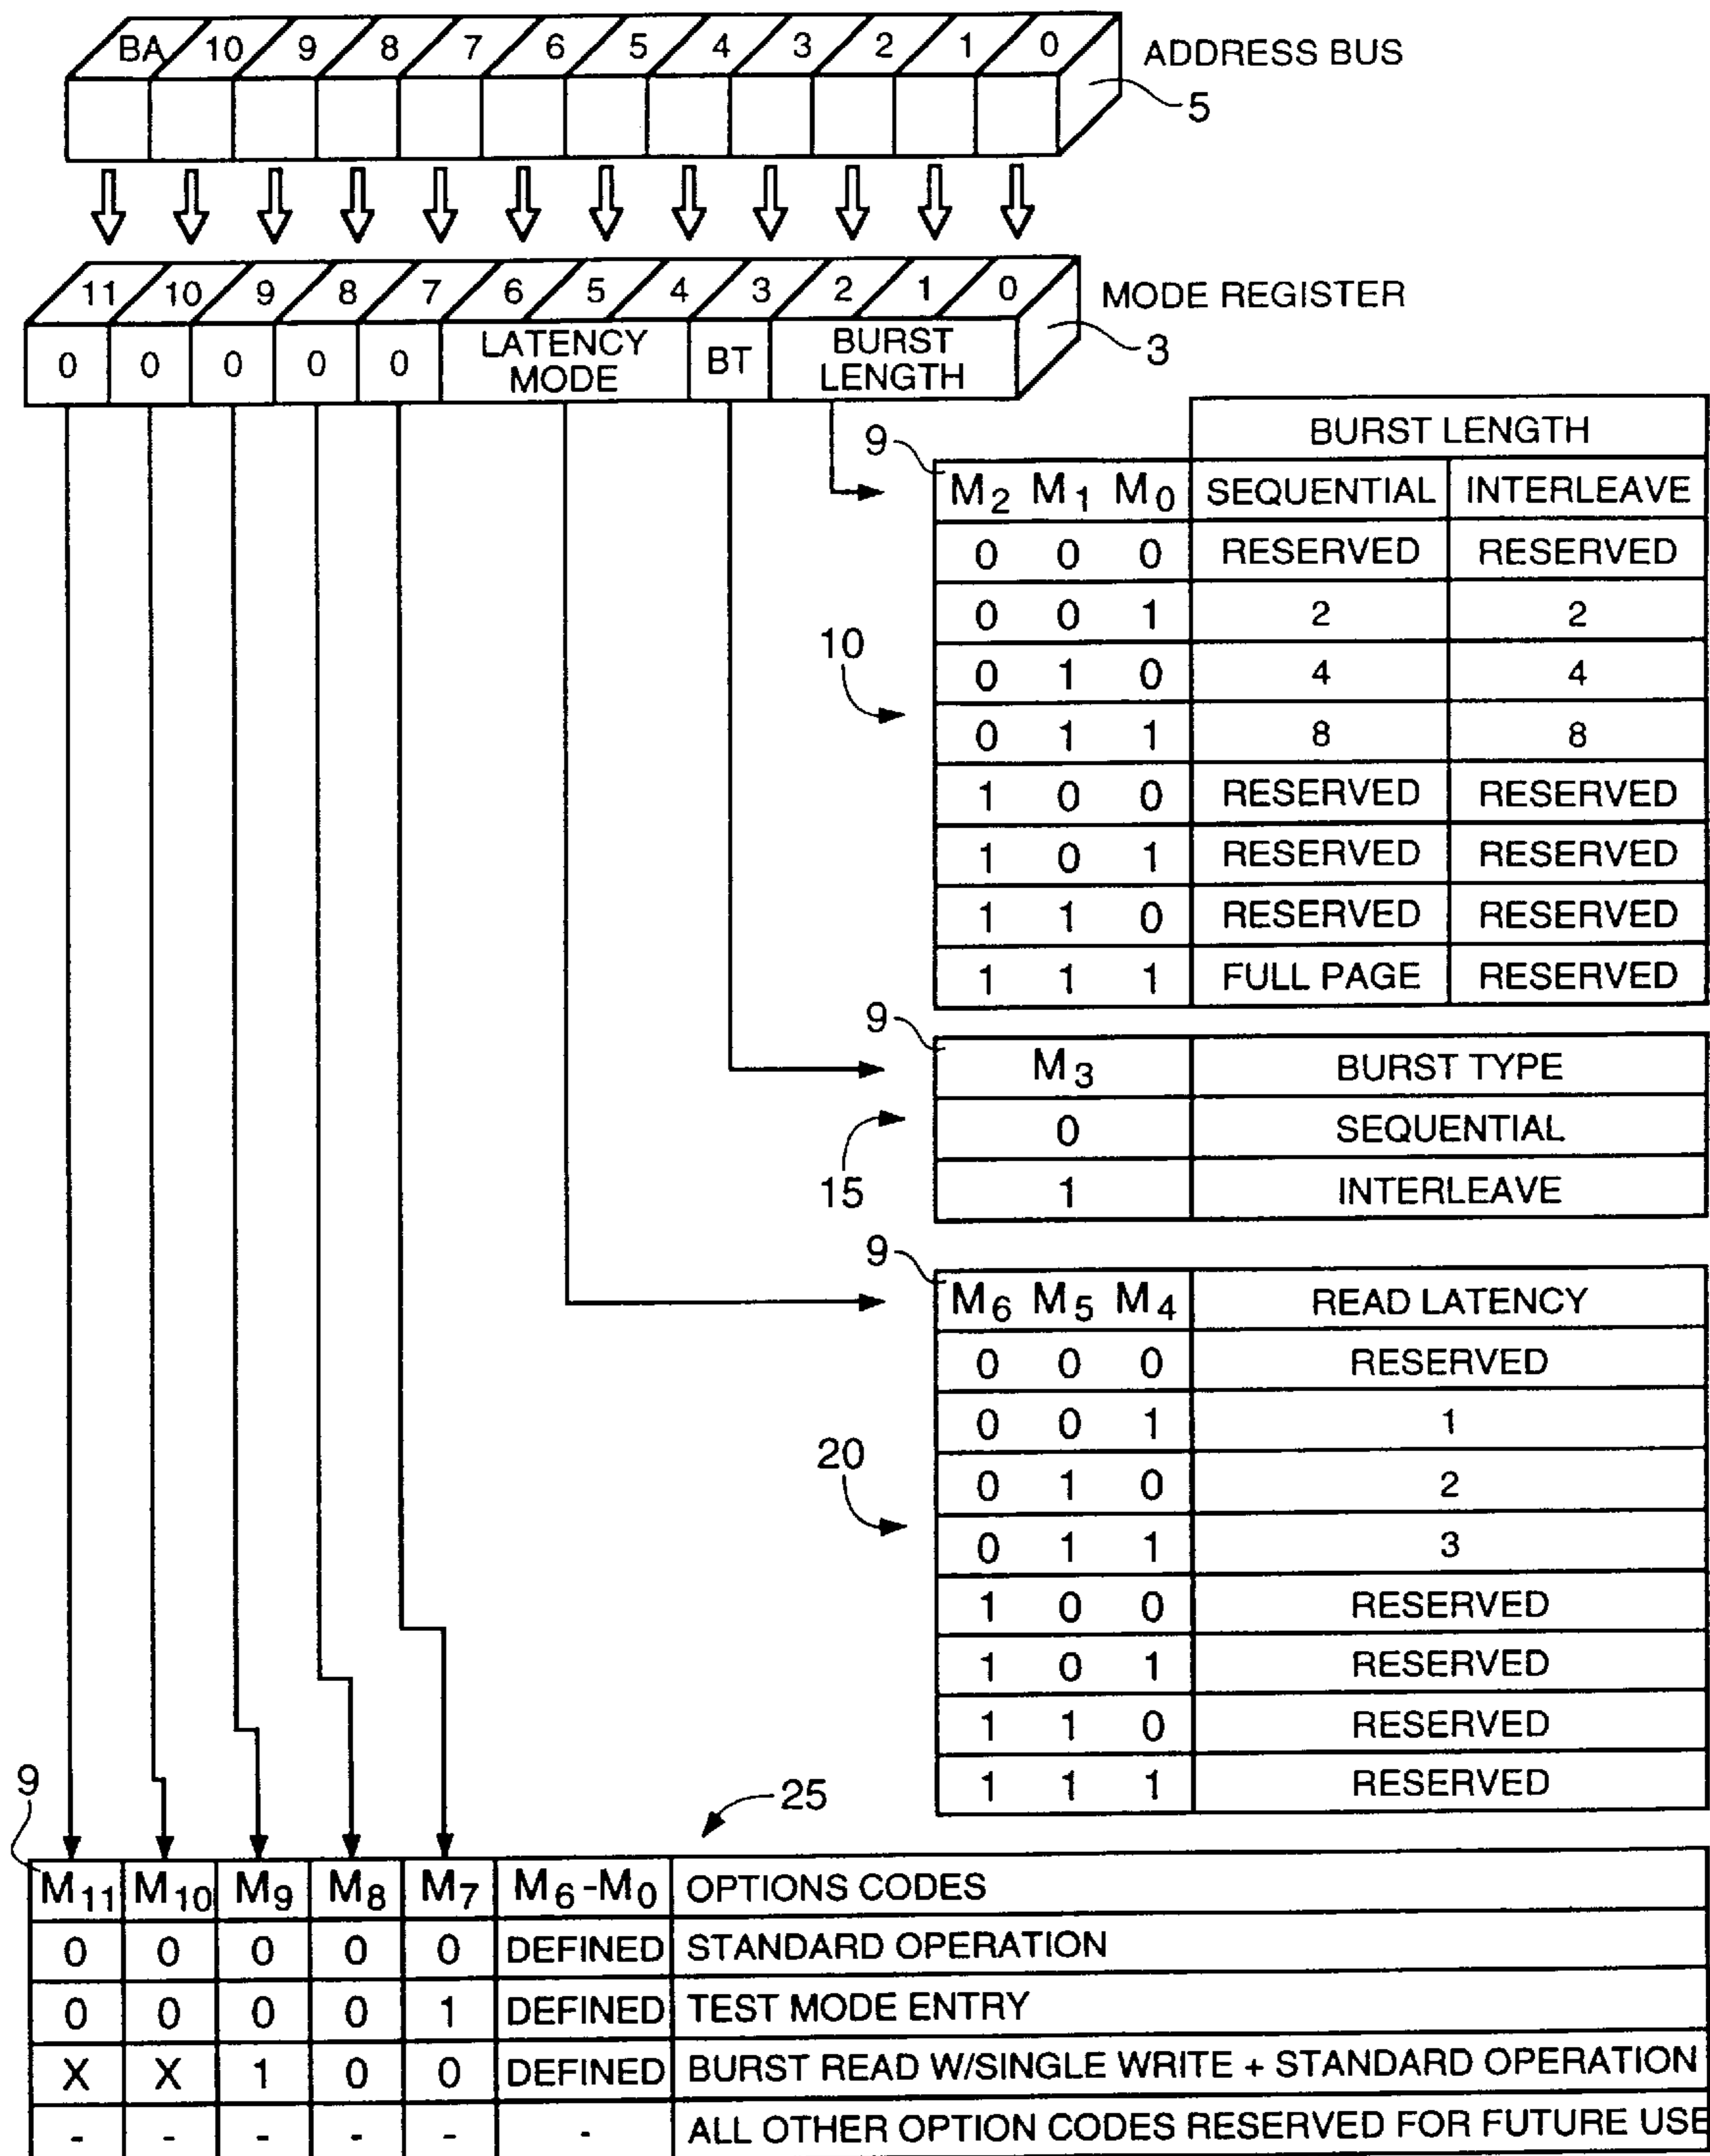 BA 10 9 8 7 6 5 4 3 2 1 0
ADDRESS BUS
5
11 10 9 8 7 6 5 4 3 2 1 0
MODE REGISTER
0 0 0 0 0 LATENCY MODE BT BURST LENGTH
3
BURST LENGTH
9
M2 M1 M0 SEQUENTIAL INTERLEAVE
0 0 0 RESERVED RESERVED
0 0 1 2 2
10
0 1 0 4 4
0 1 1 8 8
1 0 0 RESERVED RESERVED
1 0 1 RESERVED RESERVED
1 1 0 RESERVED RESERVED
1 1 1 FULL PAGE RESERVED
9
M3 BURST TYPE
0 SEQUENTIAL
15
1 INTERLEAVE
9
M6 M5 M4 READ LATENCY
0 0 0 RESERVED
0 0 1 1
20
0 1 0 2
0 1 1 3
1 0 0 RESERVED
1 0 1 RESERVED
1 1 0 RESERVED
1 1 1 RESERVED
9
25
M11 M10 M9 M8 M7 M6-M0 OPTIONS CODES
0 0 0 0 0 DEFINED STANDARD OPERATION
0 0 0 0 1 DEFINED TEST MODE ENTRY
X X 1 0 0 DEFINED BURST READ W/SINGLE WRITE + STANDARD OPERATION
- - - - - - ALL OTHER OPTION CODES RESERVED FOR FUTURE USE